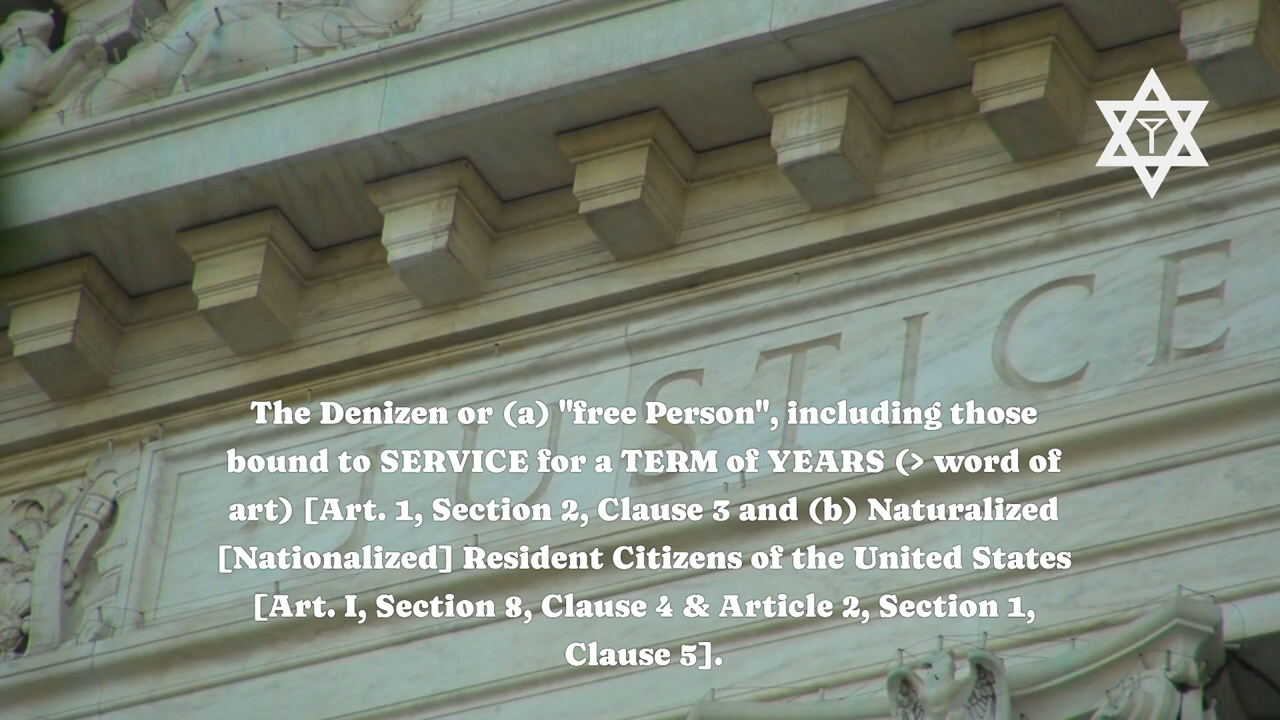 JUSTICE
The Denizen or (a) "free Person", including those
bound to SERVICE for a TERM of YEARS (> word of
art) [Art. 1, Section 2, Clause 3 and (b) Naturalized
[Nationalized] Resident Citizens of the United States
[Art. I, Section 8, Clause 4 & Article 2, Section 1,
Clause 5].